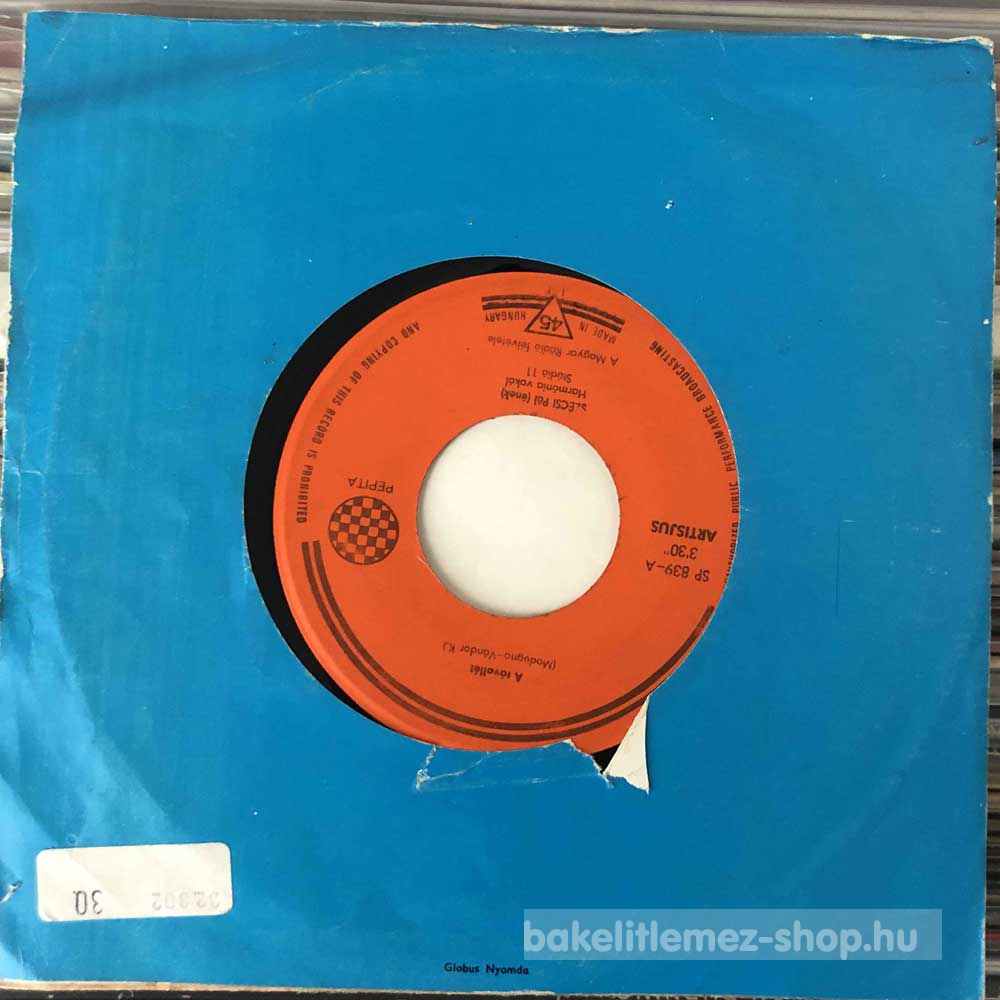 UNAUTHORIZED PUBLIC PERFORMANCE BROADCASTING
AND COPYING OF THIS RECORD IS PROHIBITED
A távollét
(Modugno-Vándor K.)
PEPITA
SP 839-A
3'30"
ARTISJUS
SZÉCSI Pál (ének)
Harmónia vokál
Stúdió 11
A Magyar Rádió felvétele
MADE IN 45 HUNGARY
30
bakelitlemez-shop.hu
Globus Nyomda